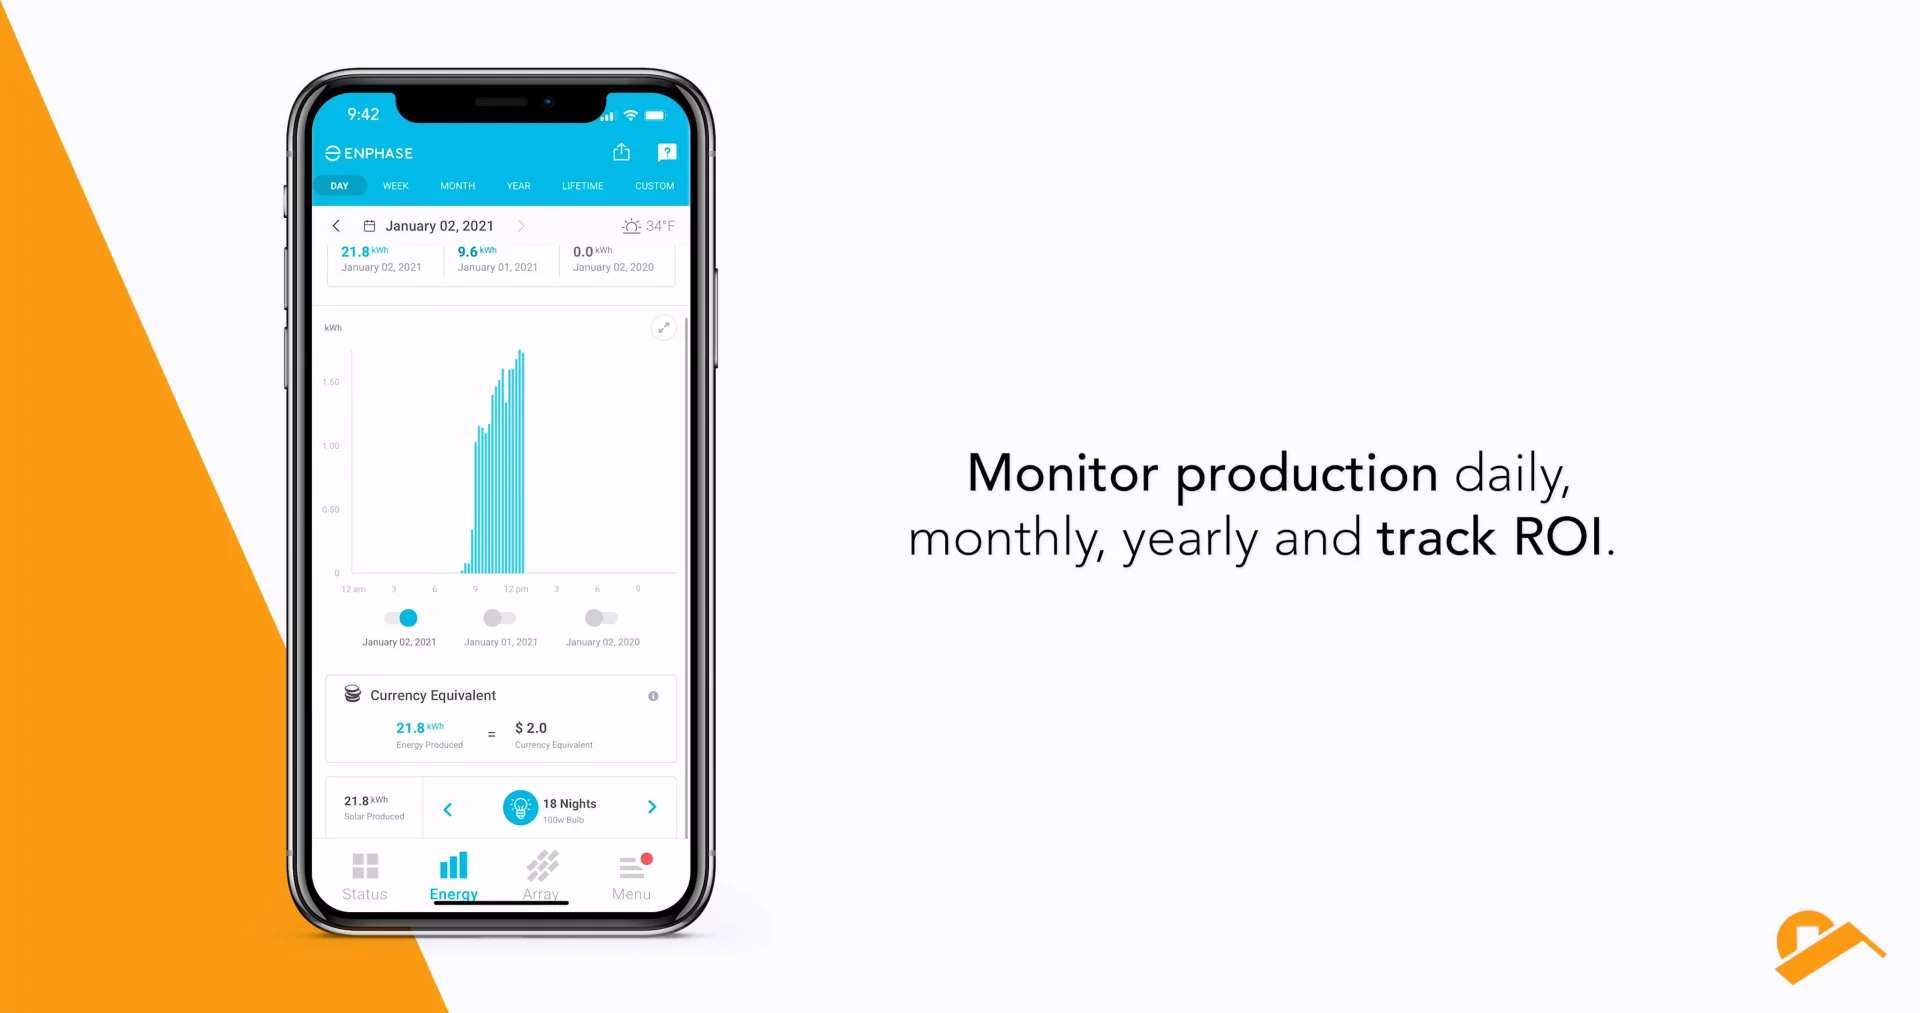 9:42
ENPHASE
DAY WEEK MONTH YEAR LIFETIME CUSTOM
January 02, 2021 34°F
21.8 kWh 9.6 kWh 0.0 kWh
January 02, 2021 January 01, 2021 January 02, 2020
kWh
1.50
1.00
0.50
0
12 am 3 6 9 12 pm 3 6 9
January 02, 2021 January 01, 2021 January 02, 2020
Currency Equivalent
21.8 kWh = $ 2.0
Energy Produced Currency Equivalent
21.8 kWh 18 Nights
Solar Produced 100w Bulb
Status Energy Array Menu
Monitor production daily,
monthly, yearly and track ROI.